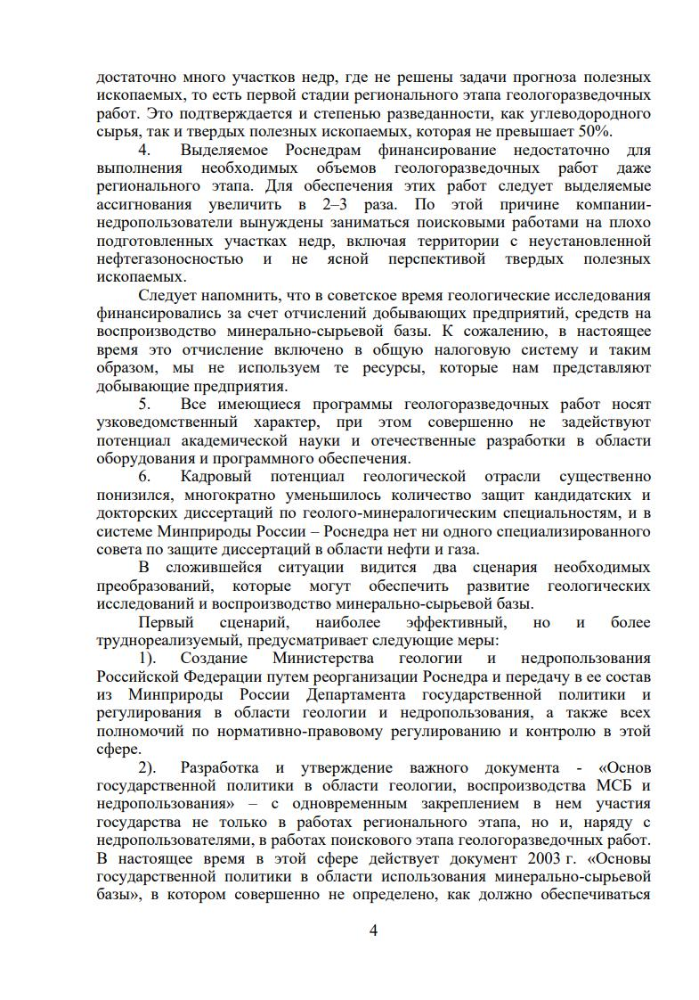 достаточно много участков недр, где не решены задачи прогноза полезных
ископаемых, то есть первой стадии регионального этапа геологоразведочных
работ. Это подтверждается и степенью разведанности, как углеводородного
сырья, так и твердых полезных ископаемых, которая не превышает 50%.
4. Выделяемое Роснедрам финансирование недостаточно для
выполнения необходимых объемов геологоразведочных работ даже
регионального этапа. Для обеспечения этих работ следует выделяемые
ассигнования увеличить в 2–3 раза. По этой причине компании-
недропользователи вынуждены заниматься поисковыми работами на плохо
подготовленных участках недр, включая территории с неустановленной
нефтегазоносностью и не ясной перспективой твердых полезных
ископаемых.
Следует напомнить, что в советское время геологические исследования
финансировались за счет отчислений добывающих предприятий, средств на
воспроизводство минерально-сырьевой базы. К сожалению, в настоящее
время это отчисление включено в общую налоговую систему и таким
образом, мы не используем те ресурсы, которые нам представляют
добывающие предприятия.
5. Все имеющиеся программы геологоразведочных работ носят
узковедомственный характер, при этом совершенно не задействуют
потенциал академической науки и отечественные разработки в области
оборудования и программного обеспечения.
6. Кадровый потенциал геологической отрасли существенно
понизился, многократно уменьшилось количество защит кандидатских и
докторских диссертаций по геолого-минералогическим специальностям, и в
системе Минприроды России – Роснедра нет ни одного специализированного
совета по защите диссертаций в области нефти и газа.
В сложившейся ситуации видится два сценария необходимых
преобразований, которые могут обеспечить развитие геологических
исследований и воспроизводство минерально-сырьевой базы.
Первый сценарий, наиболее эффективный, но и более
труднореализуемый, предусматривает следующие меры:
1). Создание Министерства геологии и недропользования
Российской Федерации путем реорганизации Роснедра и передачу в ее состав
из Минприроды России Департамента государственной политики и
регулирования в области геологии и недропользования, а также всех
полномочий по нормативно-правовому регулированию и контролю в этой
сфере.
2). Разработка и утверждение важного документа - «Основ
государственной политики в области геологии, воспроизводства МСБ и
недропользования» – с одновременным закреплением в нем участия
государства не только в работах регионального этапа, но и, наряду с
недропользователями, в работах поискового этапа геологоразведочных работ.
В настоящее время в этой сфере действует документ 2003 г. «Основы
государственной политики в области использования минерально-сырьевой
базы», в котором совершенно не определено, как должно обеспечиваться
4